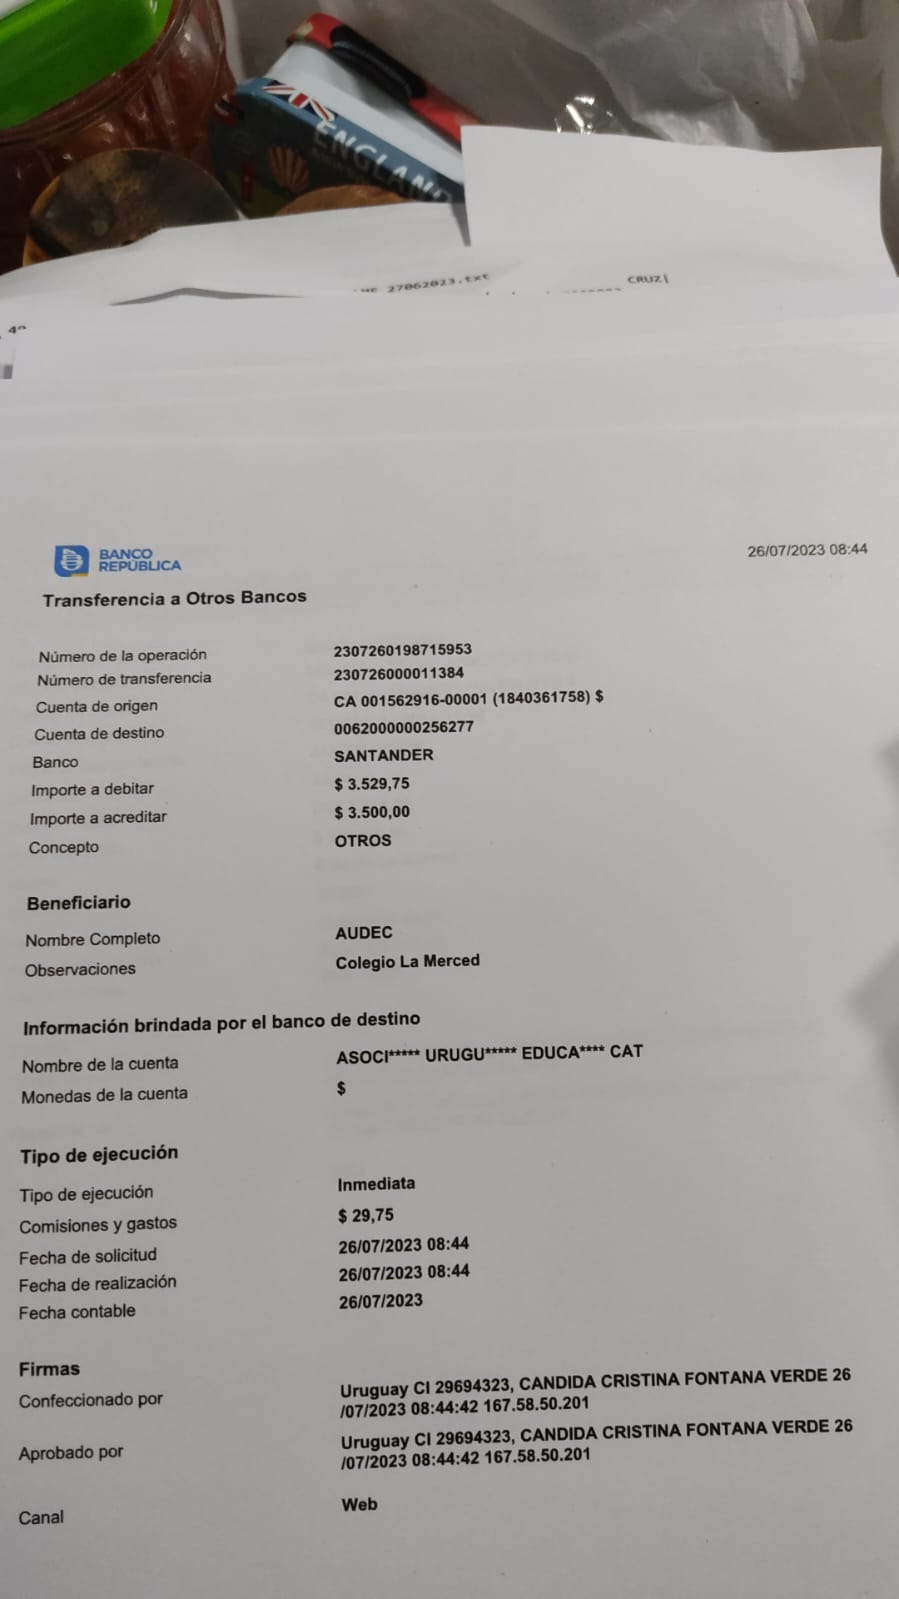 ENGLAND
27062023.txt
CRUZ|
BANCO
REPÚBLICA
26/07/2023 08:44
Transferencia a Otros Bancos
Número de la operación 2307260198715953
Número de transferencia 230726000011384
Cuenta de origen CA 001562916-00001 (1840361758) $
Cuenta de destino 0062000000256277
Banco SANTANDER
Importe a debitar $ 3.529,75
Importe a acreditar $ 3.500,00
Concepto OTROS
Beneficiario
Nombre Completo AUDEC
Observaciones Colegio La Merced
Información brindada por el banco de destino
Nombre de la cuenta ASOCI***** URUGU***** EDUCA**** CAT
Monedas de la cuenta $
Tipo de ejecución
Tipo de ejecución Inmediata
Comisiones y gastos $ 29,75
Fecha de solicitud 26/07/2023 08:44
Fecha de realización 26/07/2023 08:44
Fecha contable 26/07/2023
Firmas
Confeccionado por Uruguay CI 29694323, CANDIDA CRISTINA FONTANA VERDE 26
/07/2023 08:44:42 167.58.50.201
Aprobado por Uruguay CI 29694323, CANDIDA CRISTINA FONTANA VERDE 26
/07/2023 08:44:42 167.58.50.201
Canal Web